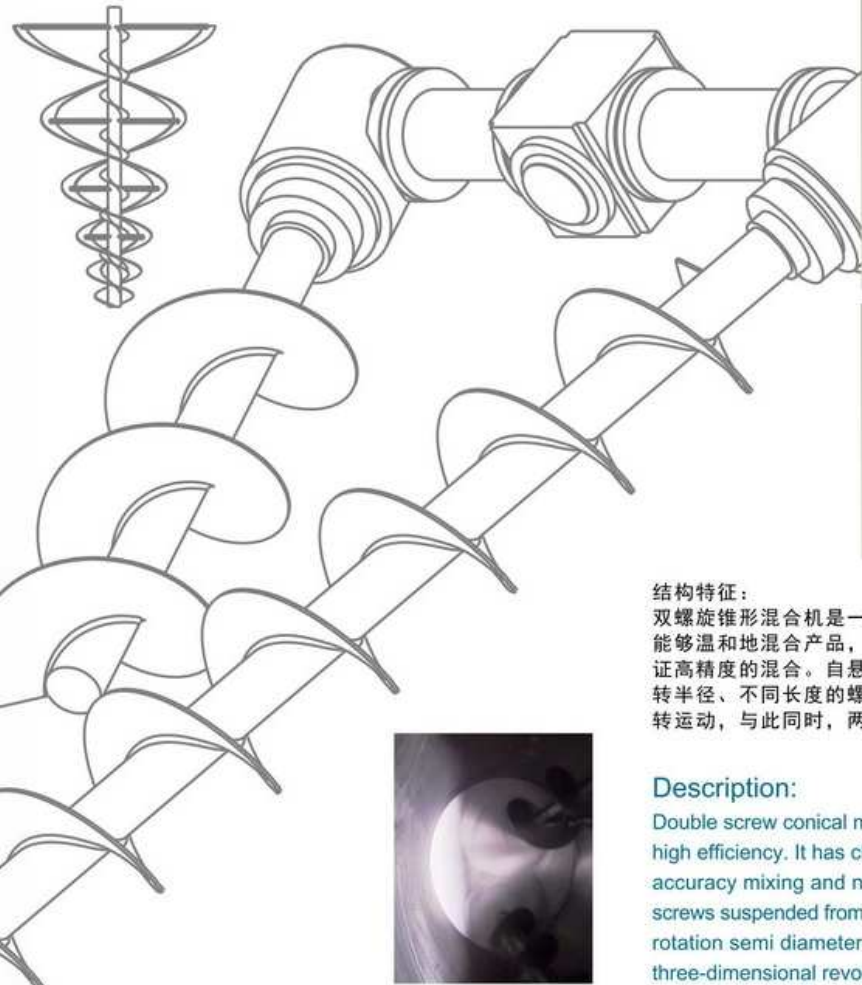 结构特征：
双螺旋锥形混合机是一
能够温和地混合产品，
证高精度的混合。自悬
转半径、不同长度的螺
转运动，与此同时，两
Description:
Double screw conical
high efficiency. It has
accuracy mixing and
screws suspended from
rotation semi diameter
three-dimensional